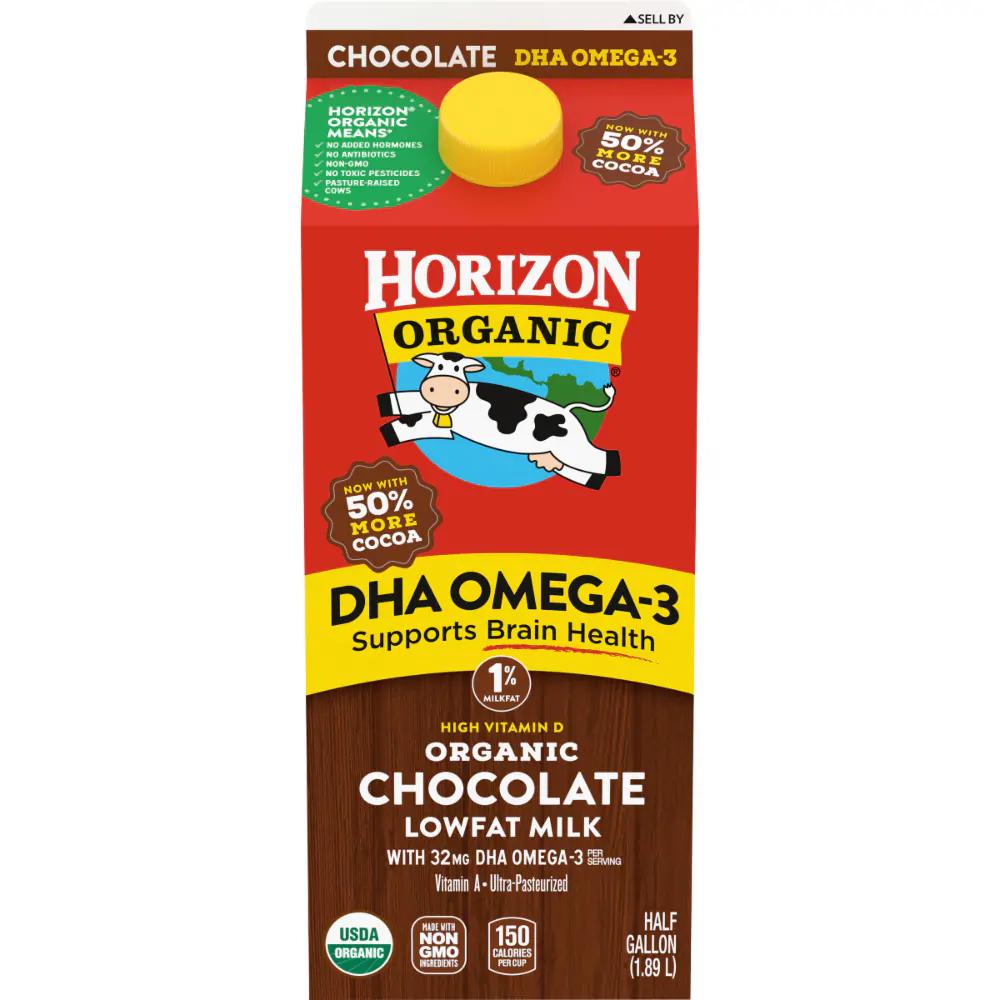 ▲SELL BY
CHOCOLATE DHA OMEGA-3
HORIZON®
ORGANIC
MEANS*
✓ NO ADDED HORMONES
✓ NO ANTIBIOTICS
✓ NON-GMO
✓ NO TOXIC PESTICIDES
✓ PASTURE-RAISED
COWS
NOW WITH
50%
MORE
COCOA
HORIZON
ORGANIC
®
NOW WITH
50%
MORE
COCOA
DHA OMEGA-3
Supports Brain Health
1%
MILKFAT
HIGH VITAMIN D
ORGANIC
CHOCOLATE
LOWFAT MILK
WITH 32MG DHA OMEGA-3 PER SERVING
Vitamin A • Ultra-Pasteurized
USDA
ORGANIC
MADE WITH
NON
GMO
INGREDIENTS
150
CALORIES
PER CUP
HALF
GALLON
(1.89 L)